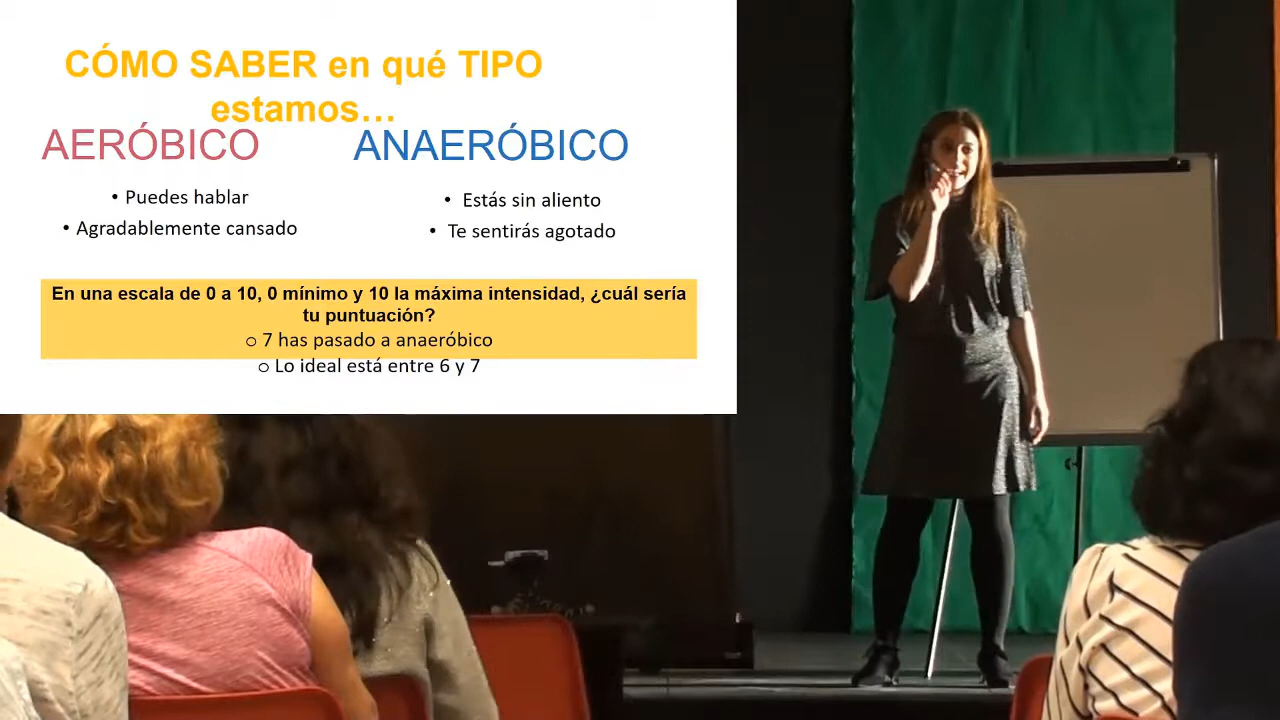 CÓMO SABER en qué TIPO
estamos…
AERÓBICO
ANAERÓBICO
• Puedes hablar
• Agradablemente cansado
• Estás sin aliento
• Te sentirás agotado
En una escala de 0 a 10, 0 mínimo y 10 la máxima intensidad, ¿cuál sería
tu puntuación?
o 7 has pasado a anaeróbico
o Lo ideal está entre 6 y 7